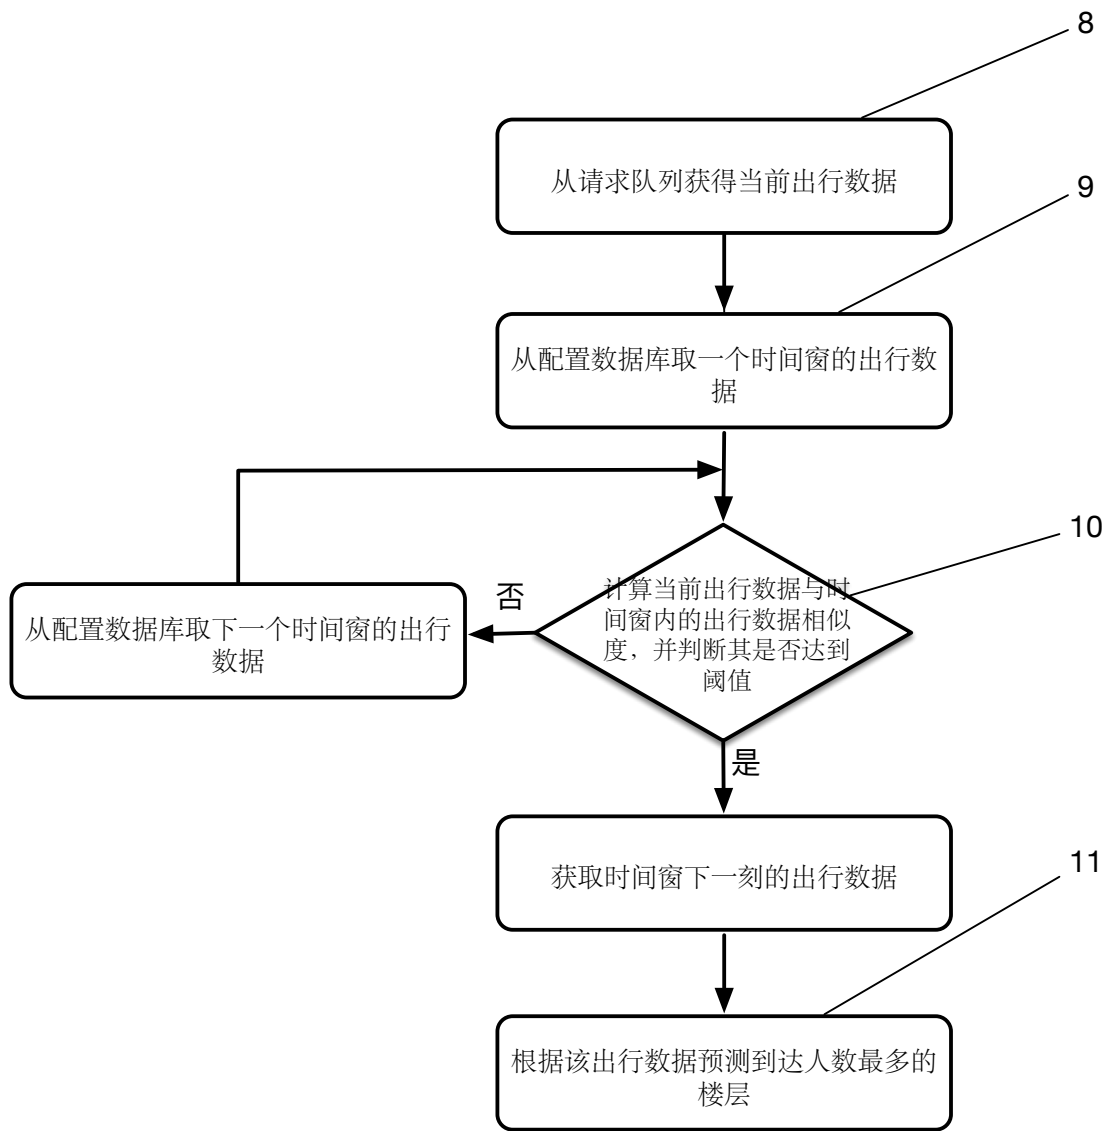 8
从请求队列获得当前出行数据
9
从配置数据库取一个时间窗的出行数
据
10
计算当前出行数据与时
间窗内的出行数据相似
度，并判断其是否达到
阈值
否
从配置数据库取下一个时间窗的出行
数据
是
获取时间窗下一刻的出行数据
11
根据该出行数据预测到达人数最多的
楼层